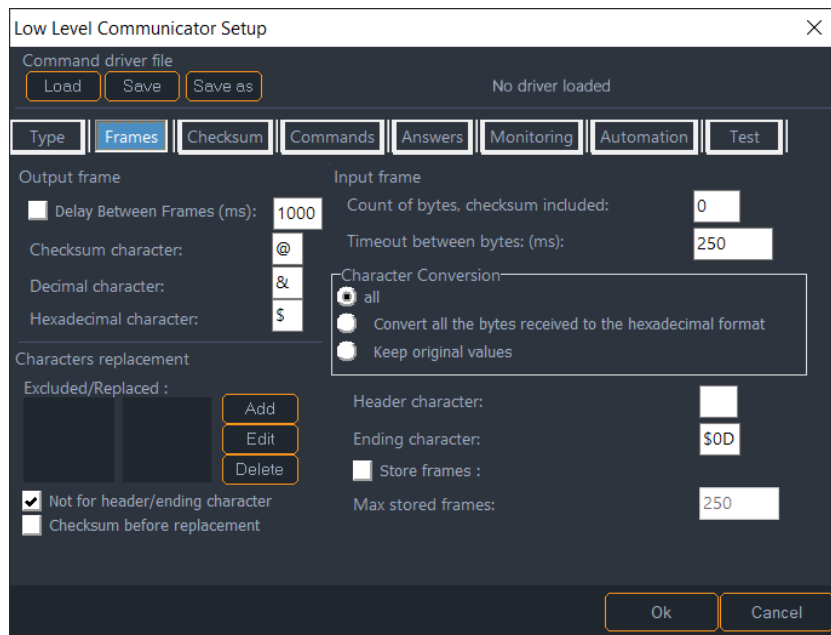 Low Level Communicator Setup
Command driver file
Load Save Save as No driver loaded
Type Frames Checksum Commands Answers Monitoring Automation Test
Output frame
Delay Between Frames (ms): 1000
Checksum character: @
Decimal character: &
Hexadecimal character: $
Characters replacement
Excluded/Replaced :
Add
Edit
Delete
Not for header/ending character
Checksum before replacement
Input frame
Count of bytes, checksum included: 0
Timeout between bytes: (ms): 250
Character Conversion
all
Convert all the bytes received to the hexadecimal format
Keep original values
Header character:
Ending character: $0D
Store frames :
Max stored frames: 250
Ok Cancel